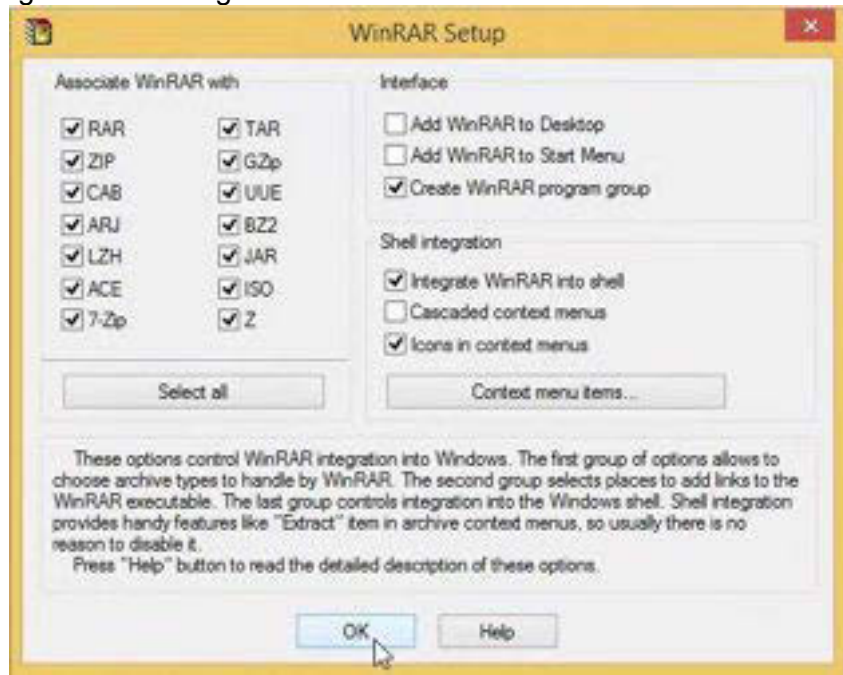 WinRAR Setup
Associate WinRAR with
RAR
ZIP
CAB
ARJ
LZH
ACE
7-Zip
TAR
GZip
UUE
BZ2
JAR
ISO
Z
Select all
Interface
Add WinRAR to Desktop
Add WinRAR to Start Menu
Create WinRAR program group
Shell integration
Integrate WinRAR into shell
Cascaded context menus
Icons in context menus
Context menu items...
These options control WinRAR integration into Windows. The first group of options allows to
choose archive types to handle by WinRAR. The second group selects places to add links to the
WinRAR executable. The last group controls integration into the Windows shell. Shell integration
provides handy features like "Extract" item in archive context menus, so usually there is no
reason to disable it.
Press "Help" button to read the detailed description of these options.
OK
Help